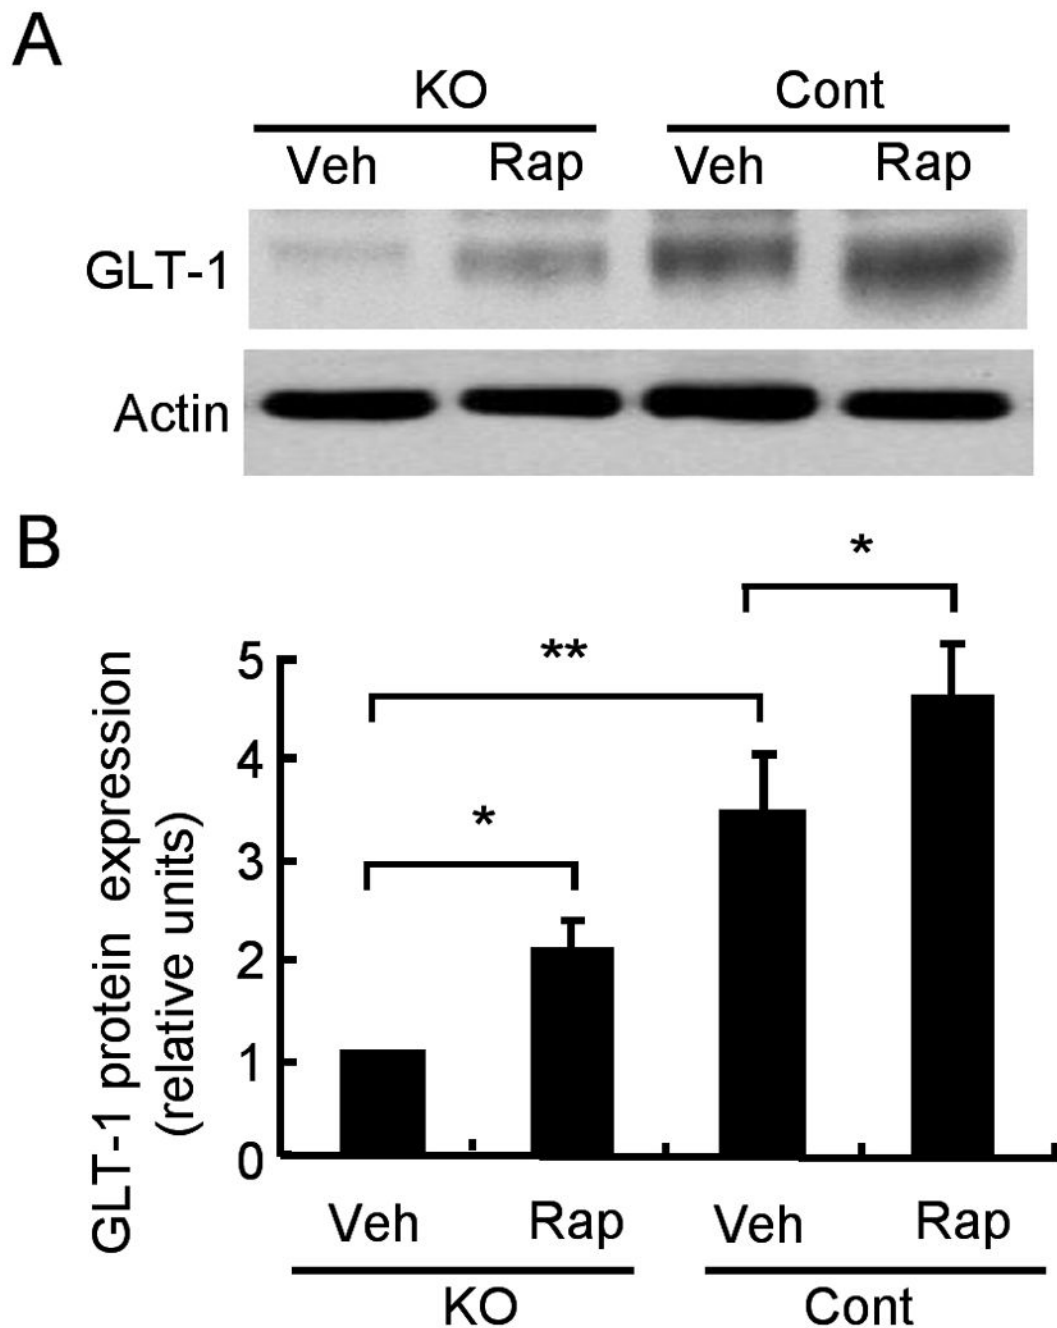 A
KO Cont
Veh Rap Veh Rap
GLT-1
Actin
B
*
**
*
GLT-1 protein expression
(relative units)
5
4
3
2
1
0
Veh Rap Veh Rap
KO Cont